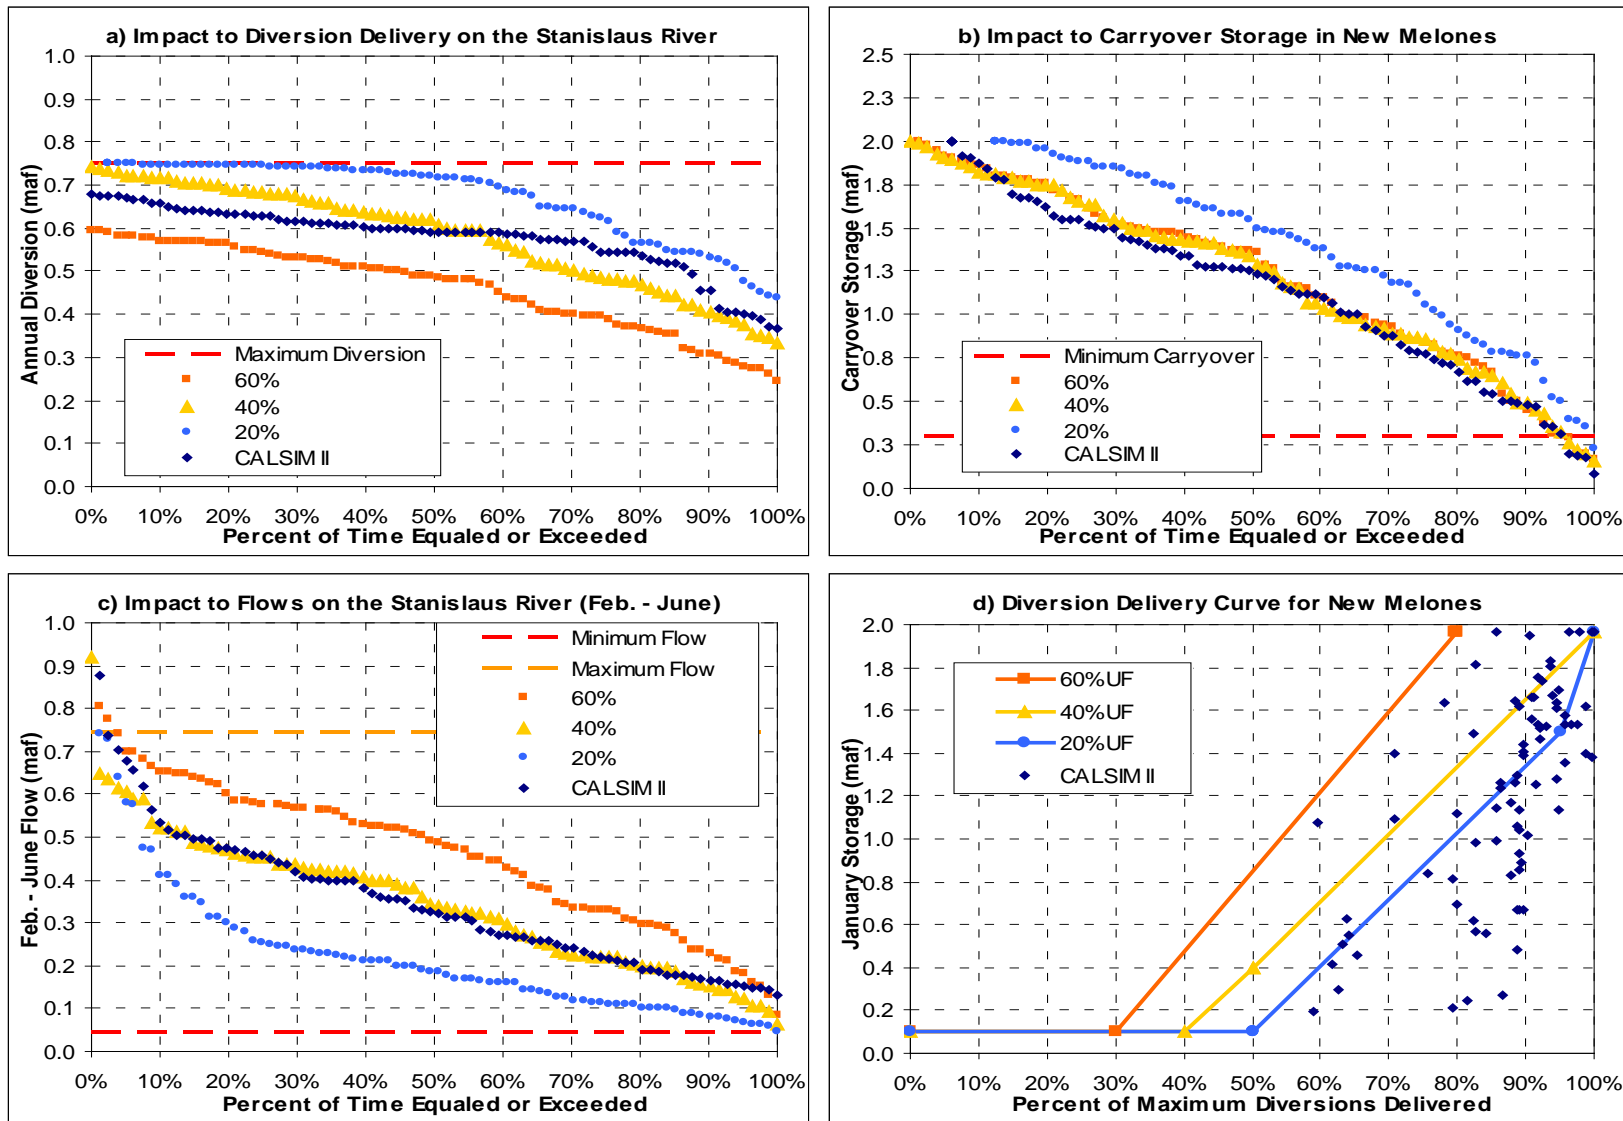 a) Impact to Diversion Delivery on the Stanislaus River
1.0
0.9
0.8
0.7
0.6
0.5
0.4
0.3
0.2
0.1
0.0
Annual Diversion (maf)
Maximum Diversion
60%
40%
20%
CALSIM II
0% 10% 20% 30% 40% 50% 60% 70% 80% 90% 100%
Percent of Time Equaled or Exceeded
b) Impact to Carryover Storage in New Melones
2.5
2.3
2.0
1.8
1.5
1.3
1.0
0.8
0.5
0.3
0.0
Carryover Storage (maf)
Minimum Carryover
60%
40%
20%
CALSIM II
0% 10% 20% 30% 40% 50% 60% 70% 80% 90% 100%
Percent of Time Equaled or Exceeded
c) Impact to Flows on the Stanislaus River (Feb. - June)
1.0
0.9
0.8
0.7
0.6
0.5
0.4
0.3
0.2
0.1
0.0
Feb. - June Flow (maf)
Minimum Flow
Maximum Flow
60%
40%
20%
CALSIM II
0% 10% 20% 30% 40% 50% 60% 70% 80% 90% 100%
Percent of Time Equaled or Exceeded
d) Diversion Delivery Curve for New Melones
2.0
1.8
1.6
1.4
1.2
1.0
0.8
0.6
0.4
0.2
0.0
January Storage (maf)
60%UF
40%UF
20%UF
CALSIM II
0% 10% 20% 30% 40% 50% 60% 70% 80% 90% 100%
Percent of Maximum Diversions Delivered